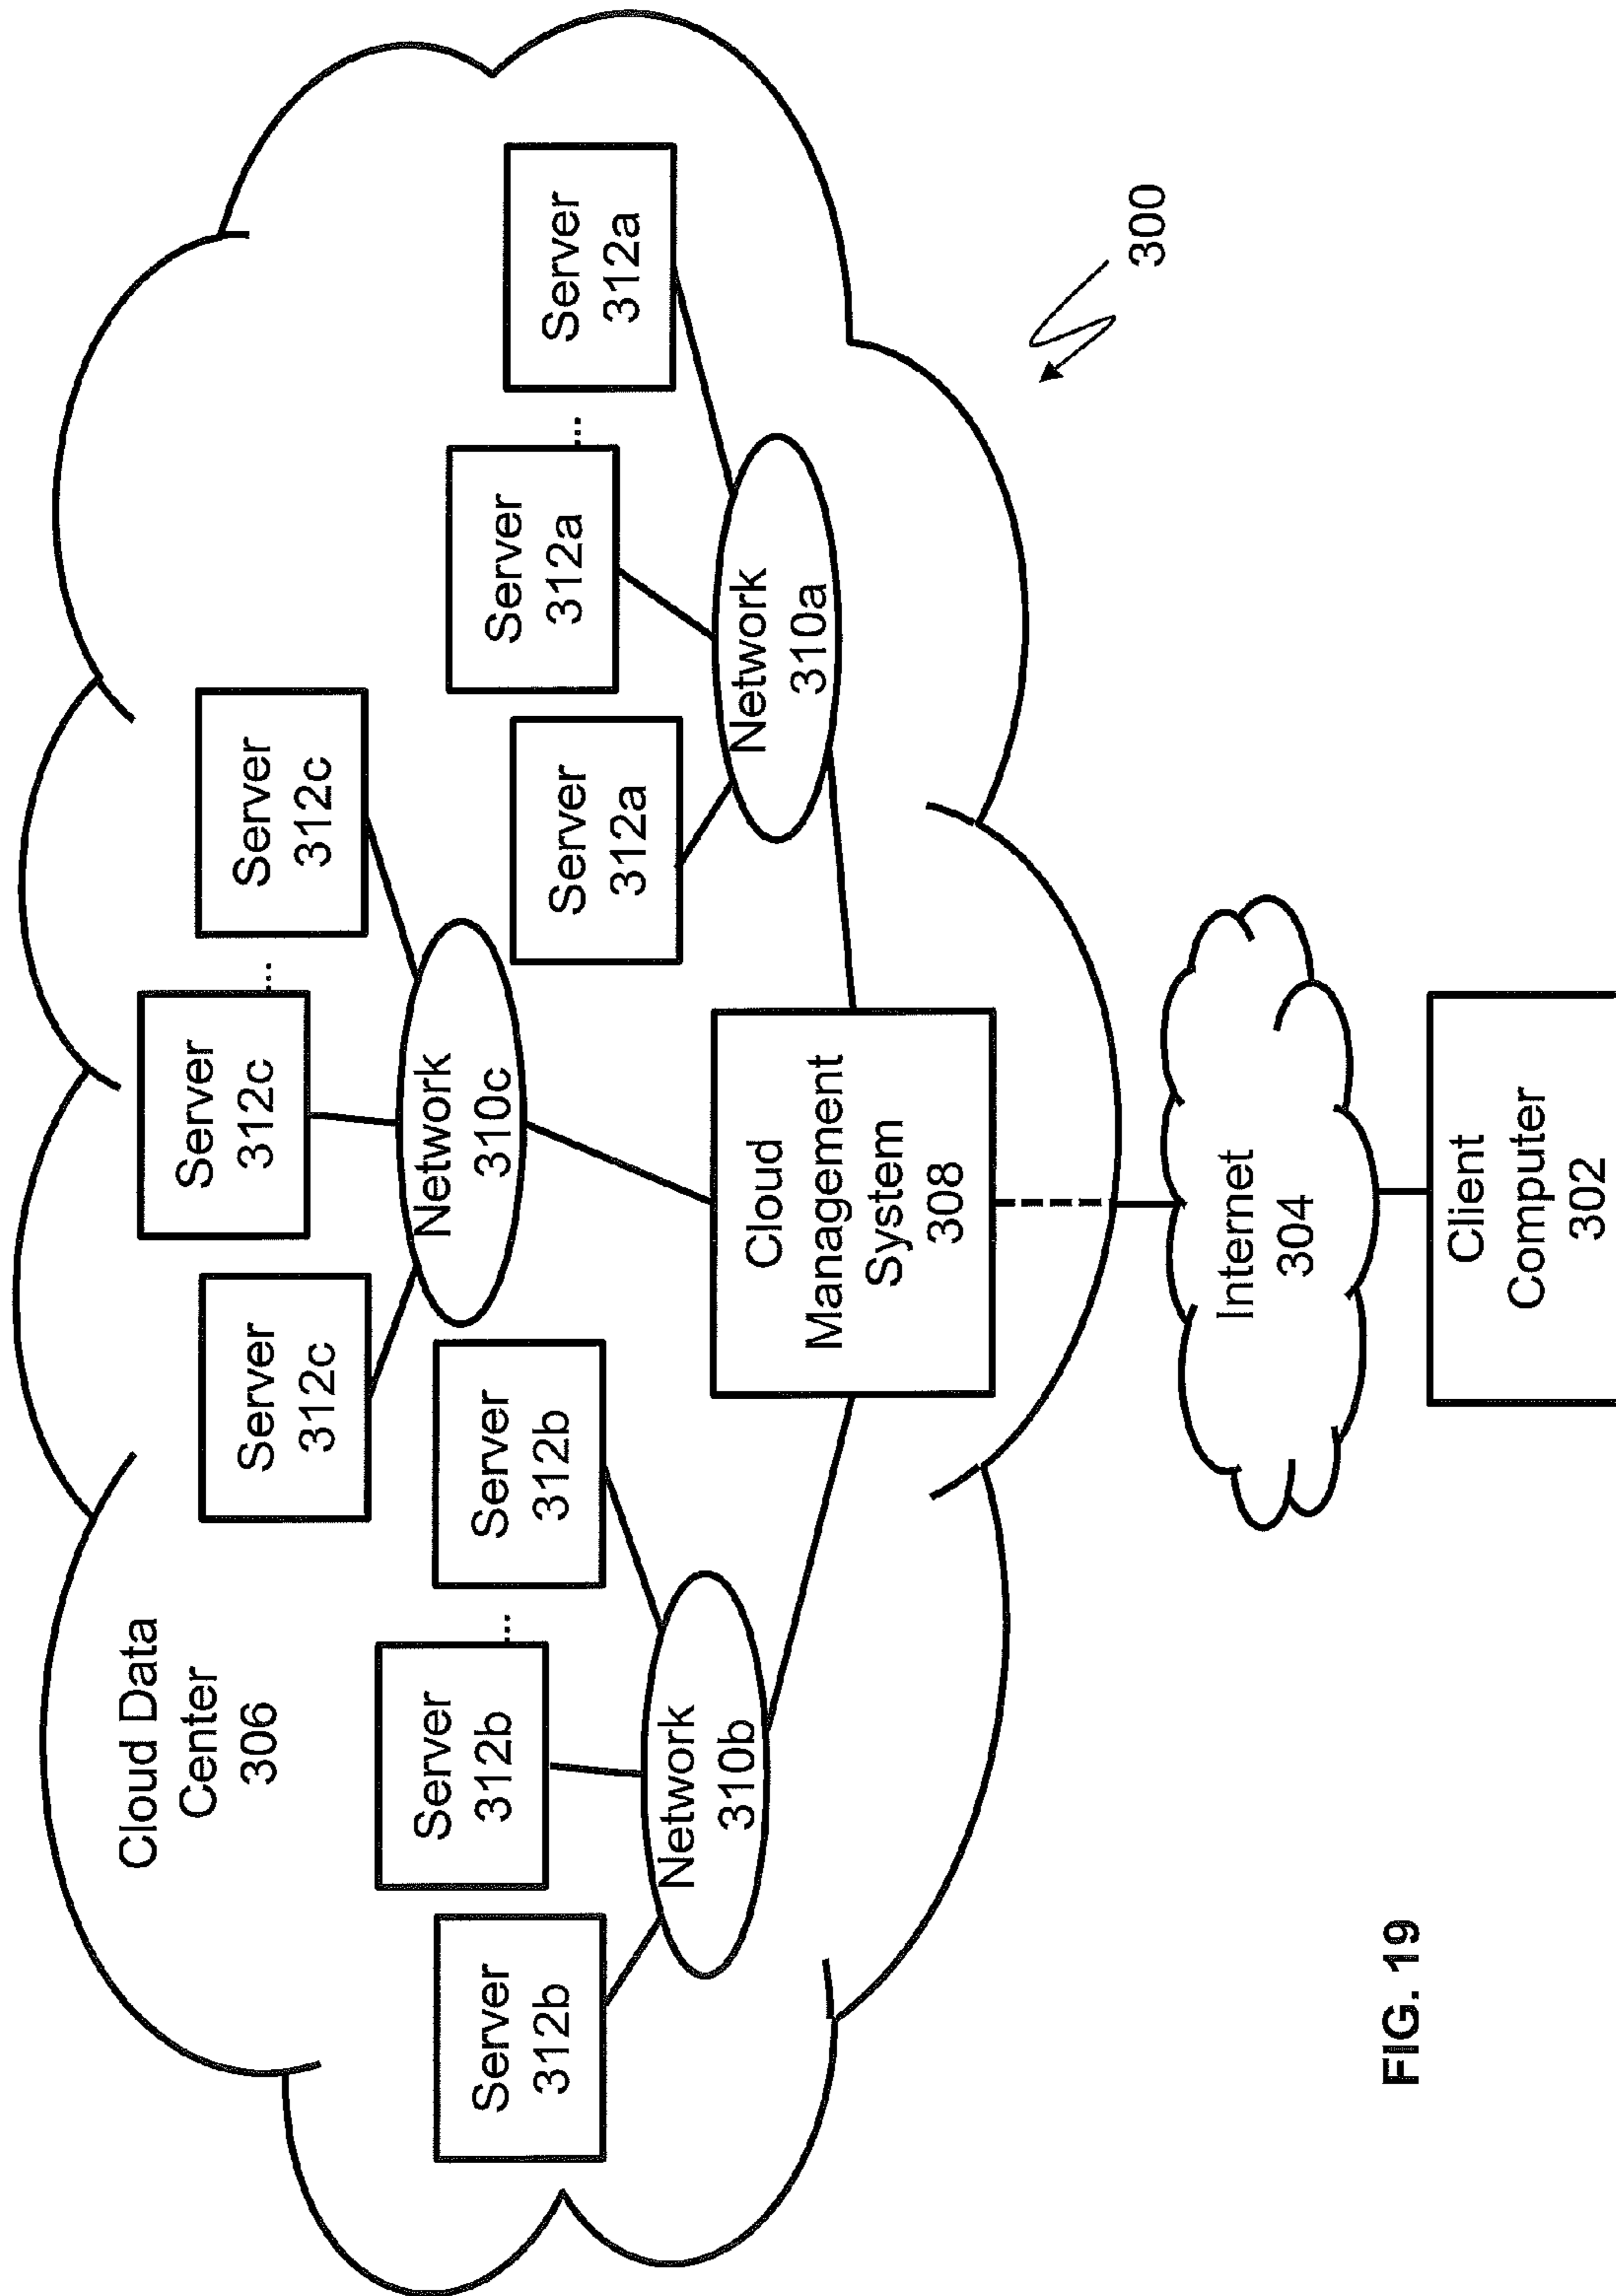 Cloud Data
Center
306
Server
312c
Server
312c
...
Server
312c
Network
310c
Server
312b
Server
312b
...
Server
312b
Network
310b
Server
312a
Server
312a
...
Server
312a
Network
310a
Cloud
Management
System
308
Internet
304
Client
Computer
302
300
FIG. 19